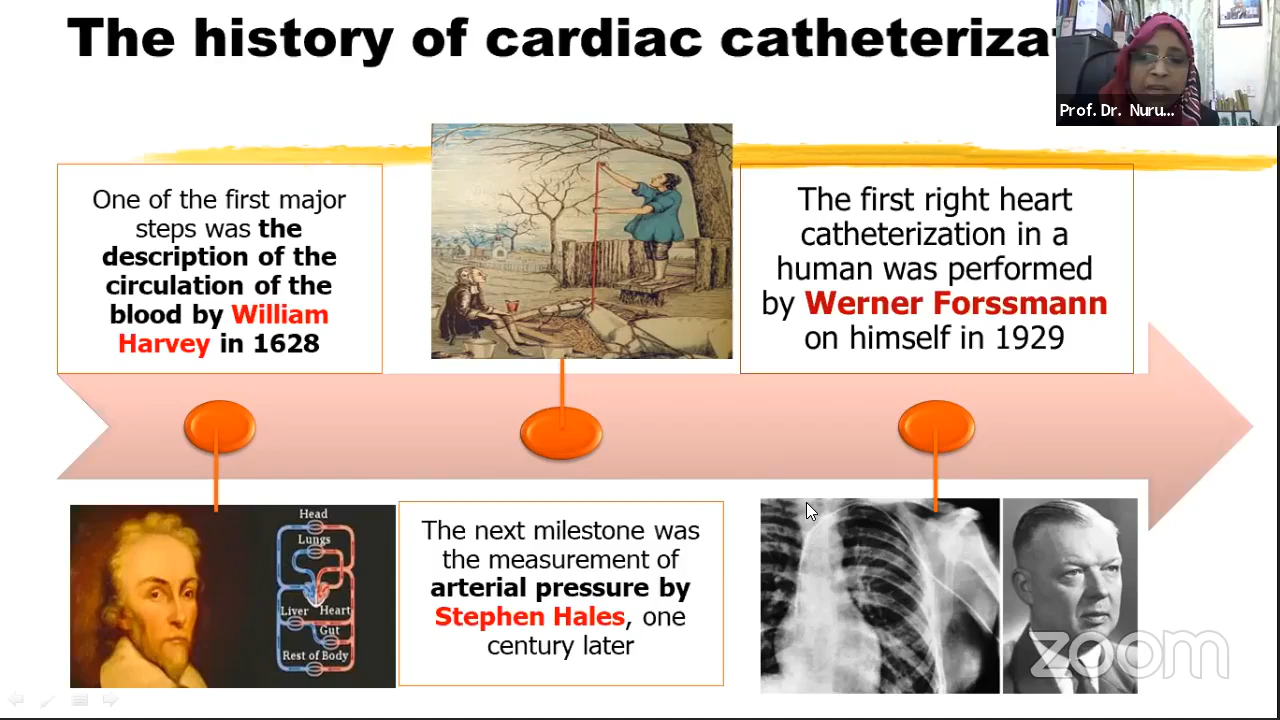 The history of cardiac catheteriza
Prof. Dr. Nuru...
One of the first major
steps was the
description of the
circulation of the
blood by William
Harvey in 1628
The first right heart
catheterization in a
human was performed
by Werner Forssmann
on himself in 1929
Head
Lungs
Liver Heart
Gut
Rest of Body
The next milestone was
the measurement of
arterial pressure by
Stephen Hales, one
century later
zoom